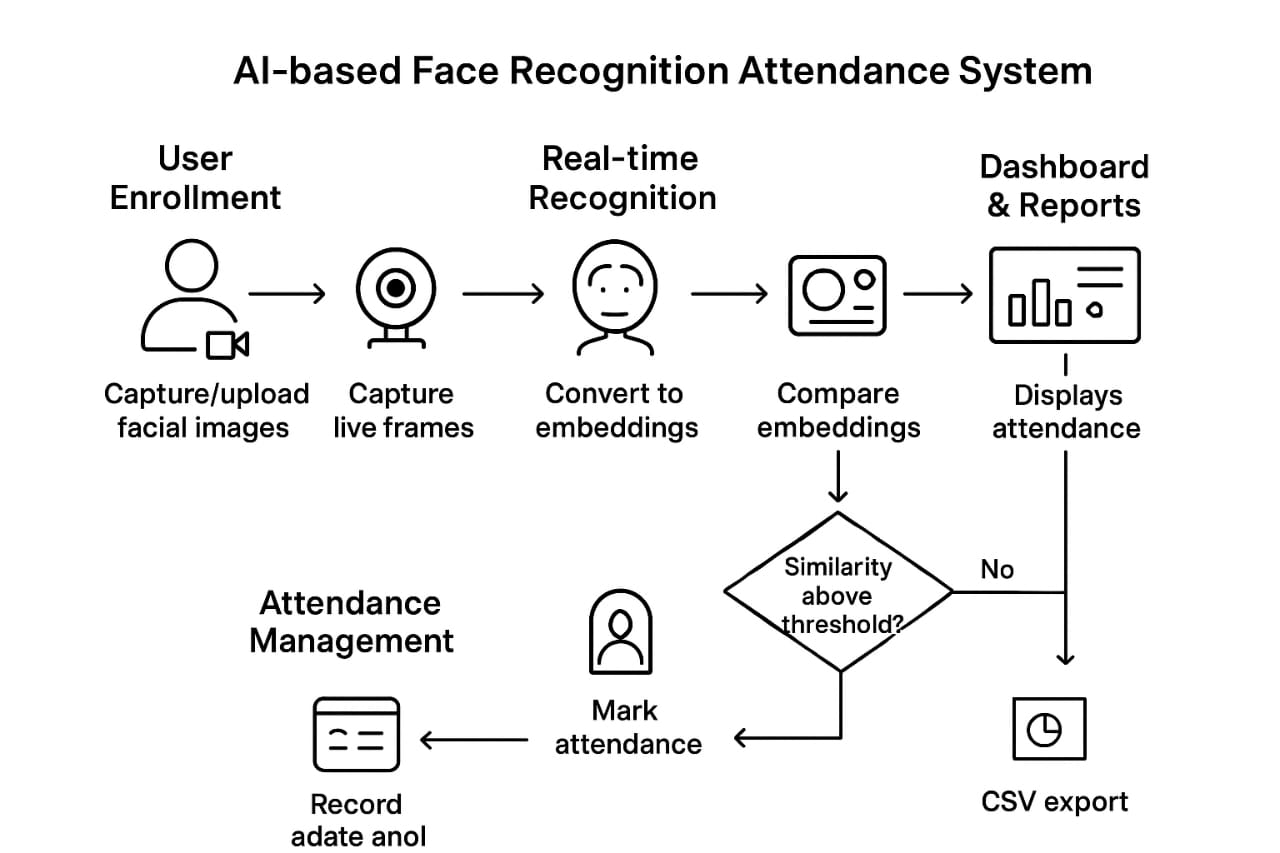 AI-based Face Recognition Attendance System
User
Enrollment
Real-time
Recognition
Dashboard
& Reports
Capture/upload
facial images
Capture
live frames
Convert to
embeddings
Compare
embeddings
Displays
attendance
Similarity
above
threshold?
No
Attendance
Management
Mark
attendance
Record
adate anol
CSV export